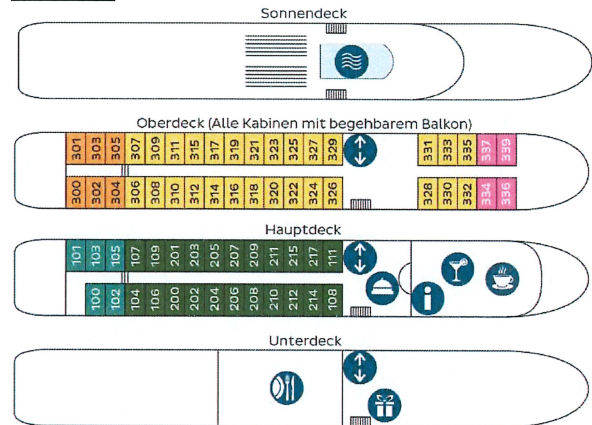 Sonnendeck
Oberdeck (Alle Kabinen mit begehbarem Balkon)
301 303 305 307 309 311 315 317 319 321 323 325 327 329 331 333 335 337 339
300 302 304 306 308 310 312 314 316 318 320 322 324 326 328 330 332 334 336
Hauptdeck
101 103 105 107 109 201 203 205 207 209 211 215 217 111
100 102 104 106 200 202 204 206 208 210 212 214 108
i
Unterdeck